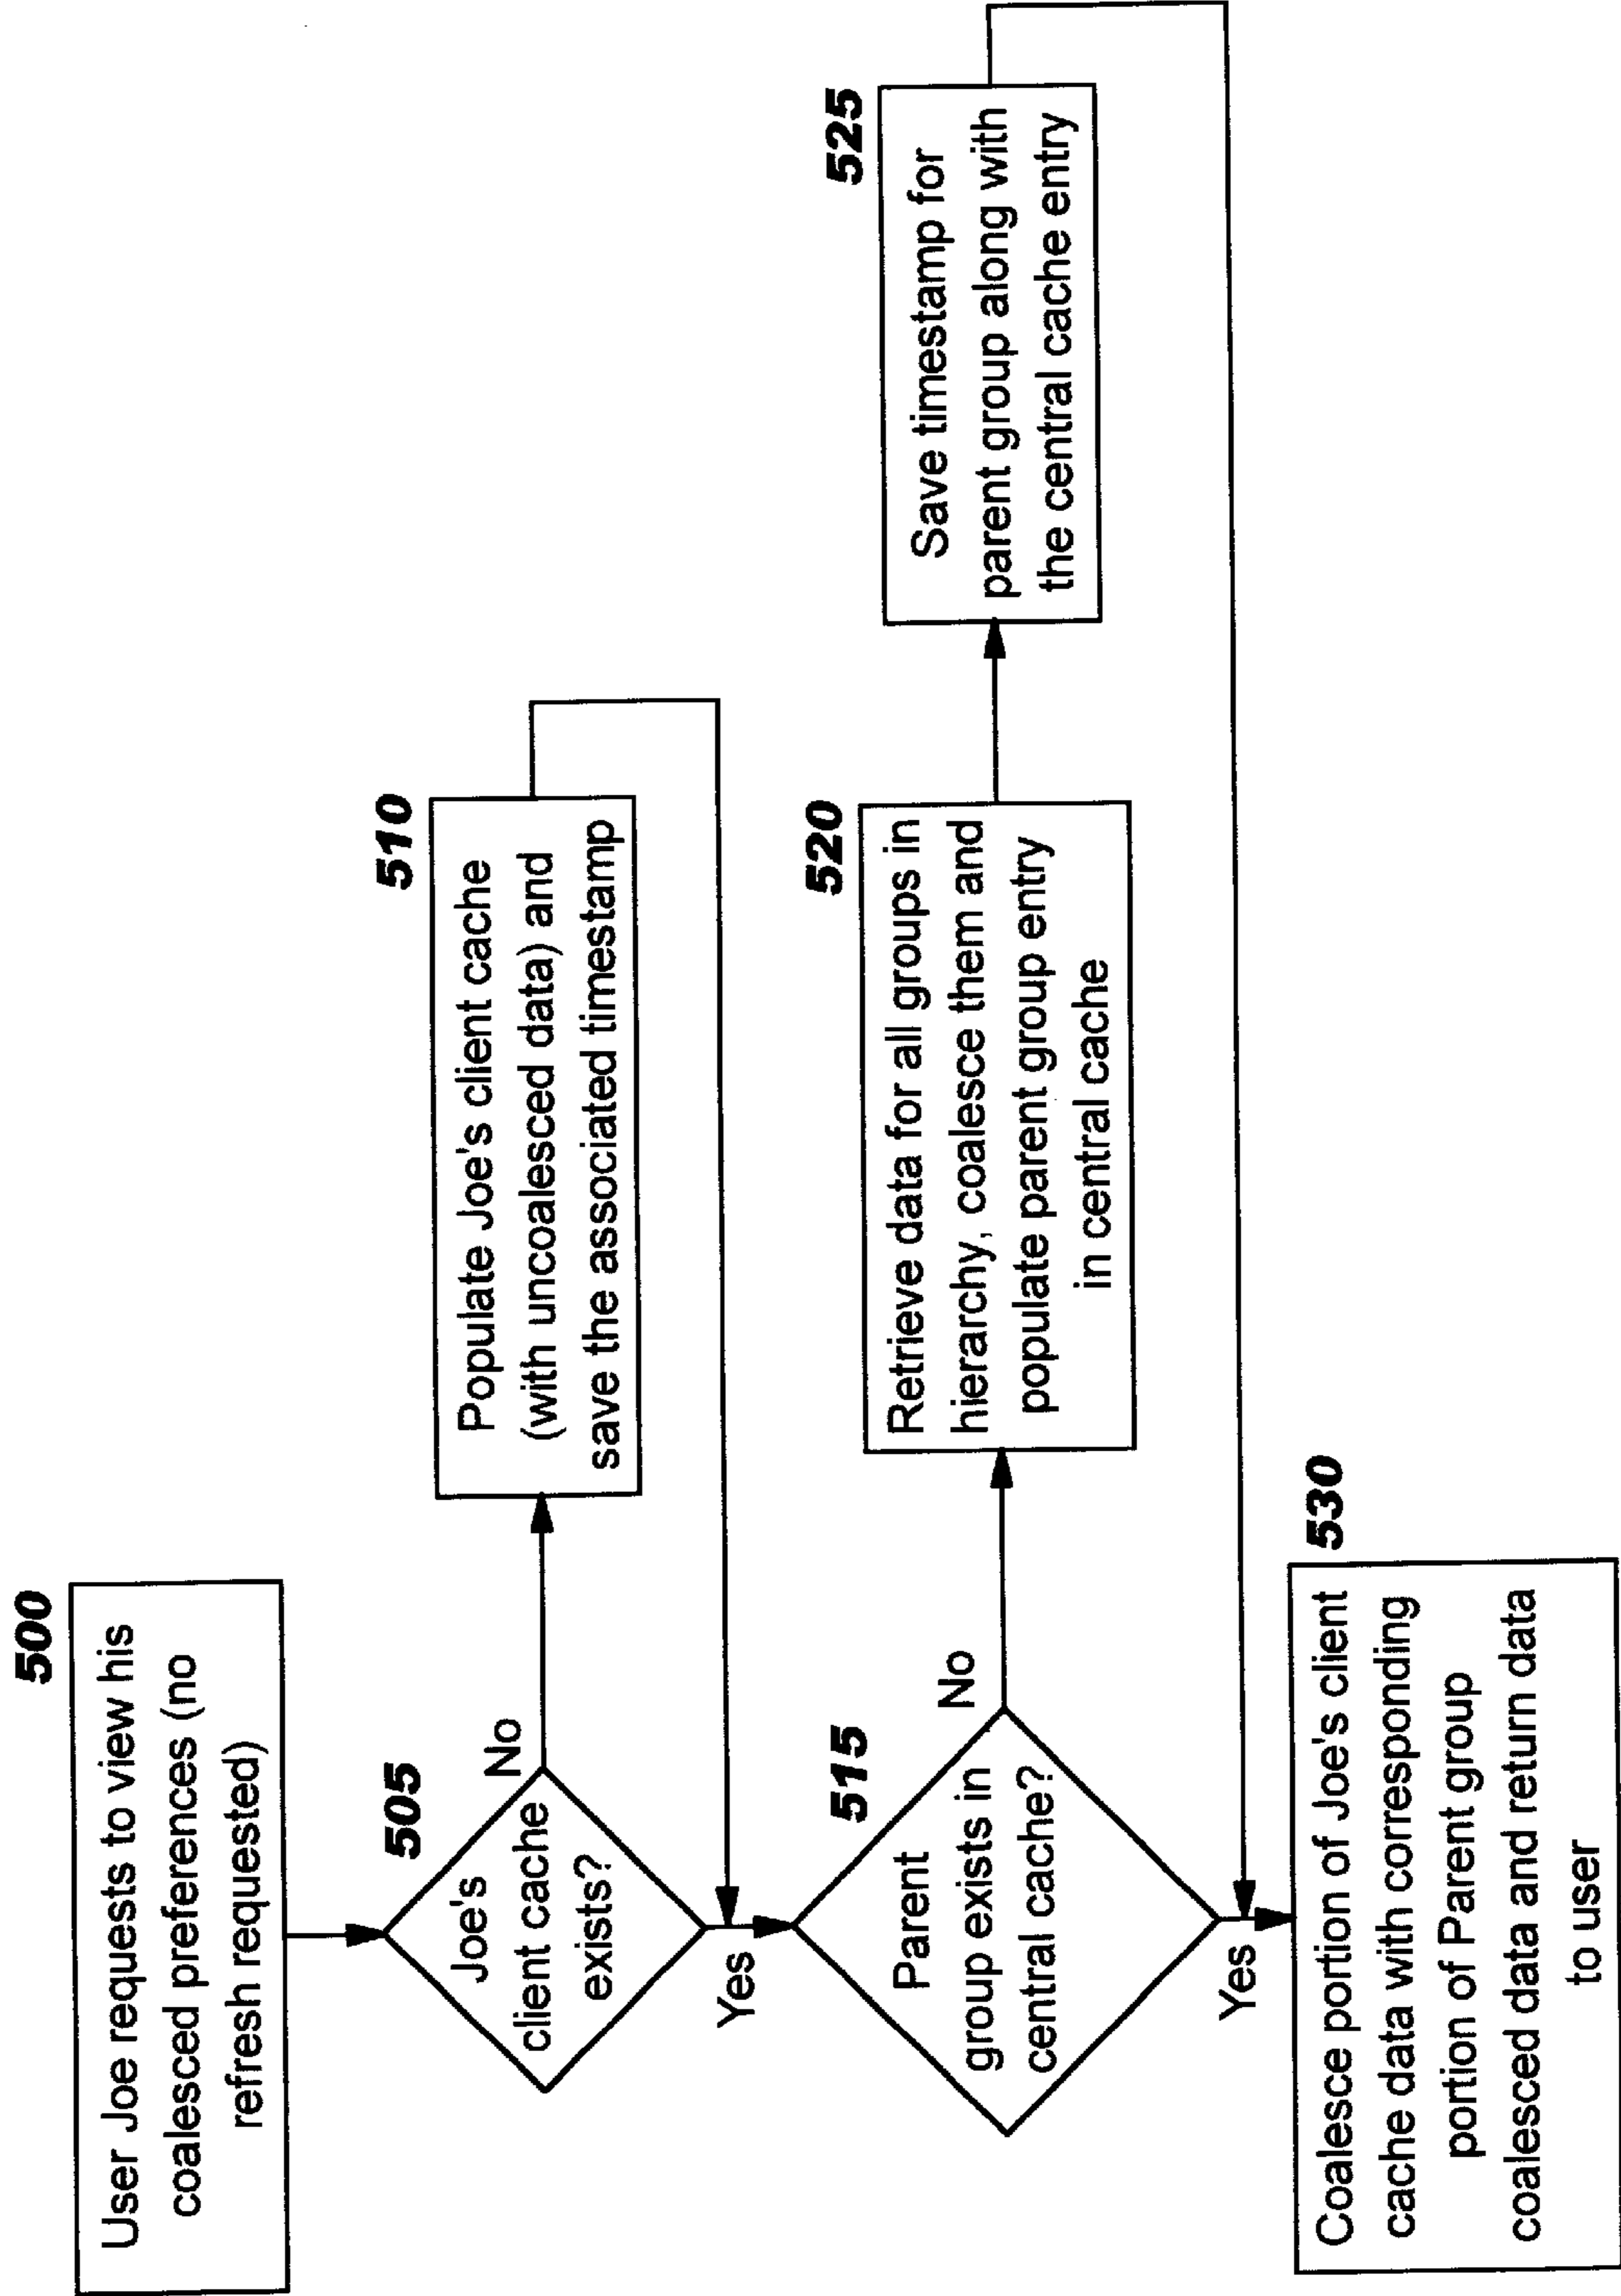 500
User Joe requests to view his
coalesced preferences (no
refresh requested)
505
Joe's
client cache
exists?
No
Yes
510
Populate Joe's client cache
(with uncoalesced data) and
save the associated timestamp
515
Parent
group exists in
central cache?
No
Yes
520
Retrieve data for all groups in
hierarchy, coalesce them and
populate parent group entry
in central cache
525
Save timestamp for
parent group along with
the central cache entry
530
Coalesce portion of Joe's client
cache data with corresponding
portion of Parent group
coalesced data and return data
to user